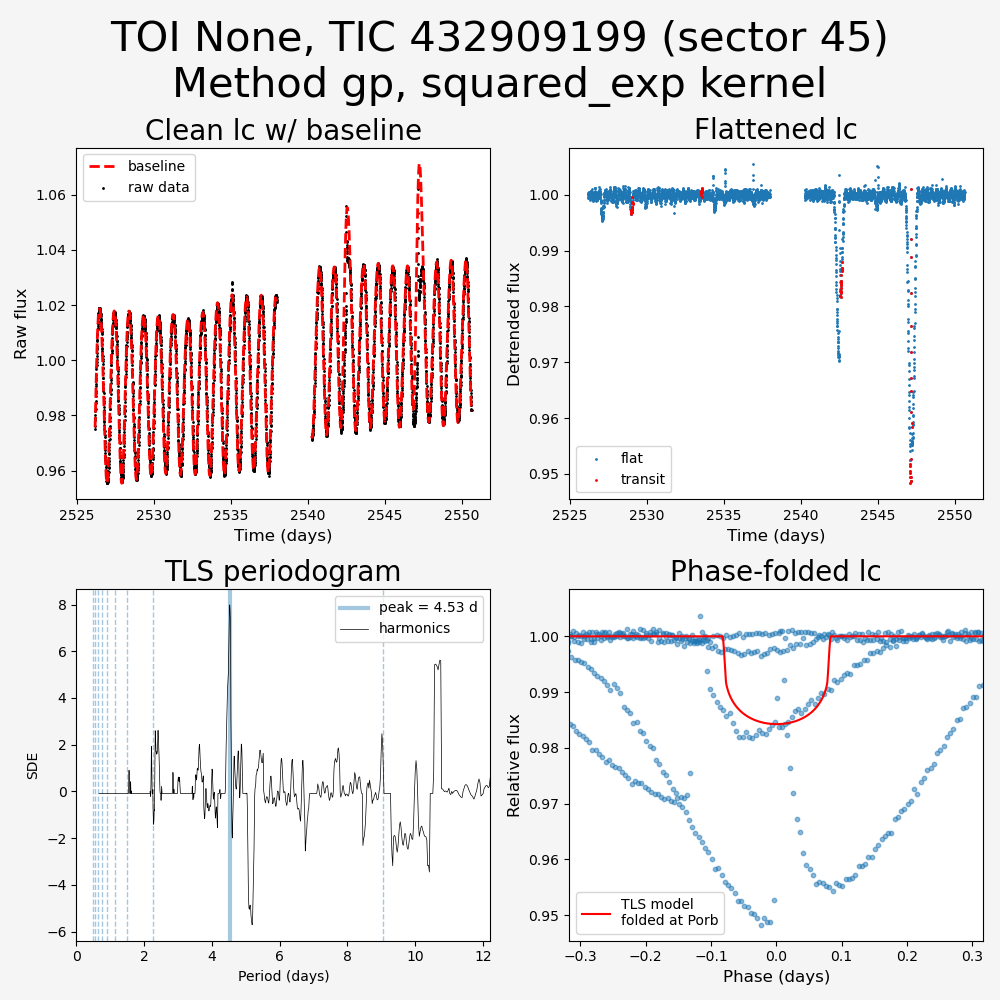 TOI None, TIC 432909199 (sector 45)
Method gp, squared_exp kernel
Clean lc w/ baseline
baseline
raw data
1.06
1.04
1.02
1.00
0.98
0.96
Raw flux
2525
2530
2535
2540
2545
2550
Time (days)
Flattened lc
1.00
0.99
0.98
0.97
0.96
0.95
Detrended flux
flat
transit
2525
2530
2535
2540
2545
2550
Time (days)
TLS periodogram
peak = 4.53 d
harmonics
8
6
4
2
0
−2
−4
−6
SDE
0
2
4
6
8
10
12
Period (days)
Phase-folded lc
1.00
0.99
0.98
0.97
0.96
0.95
Relative flux
TLS model
folded at Porb
−0.3
−0.2
−0.1
0.0
0.1
0.2
0.3
Phase (days)